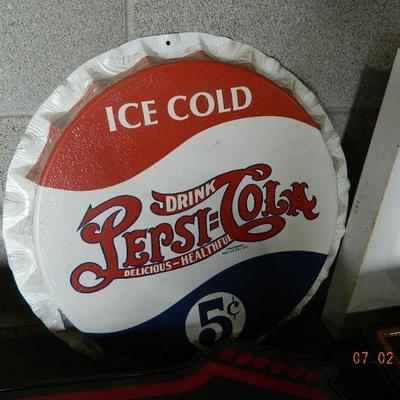 ICE COLD
DRINK
PEPSI=COLA
DELICIOUS-HEALTHFUL
5¢
07.02